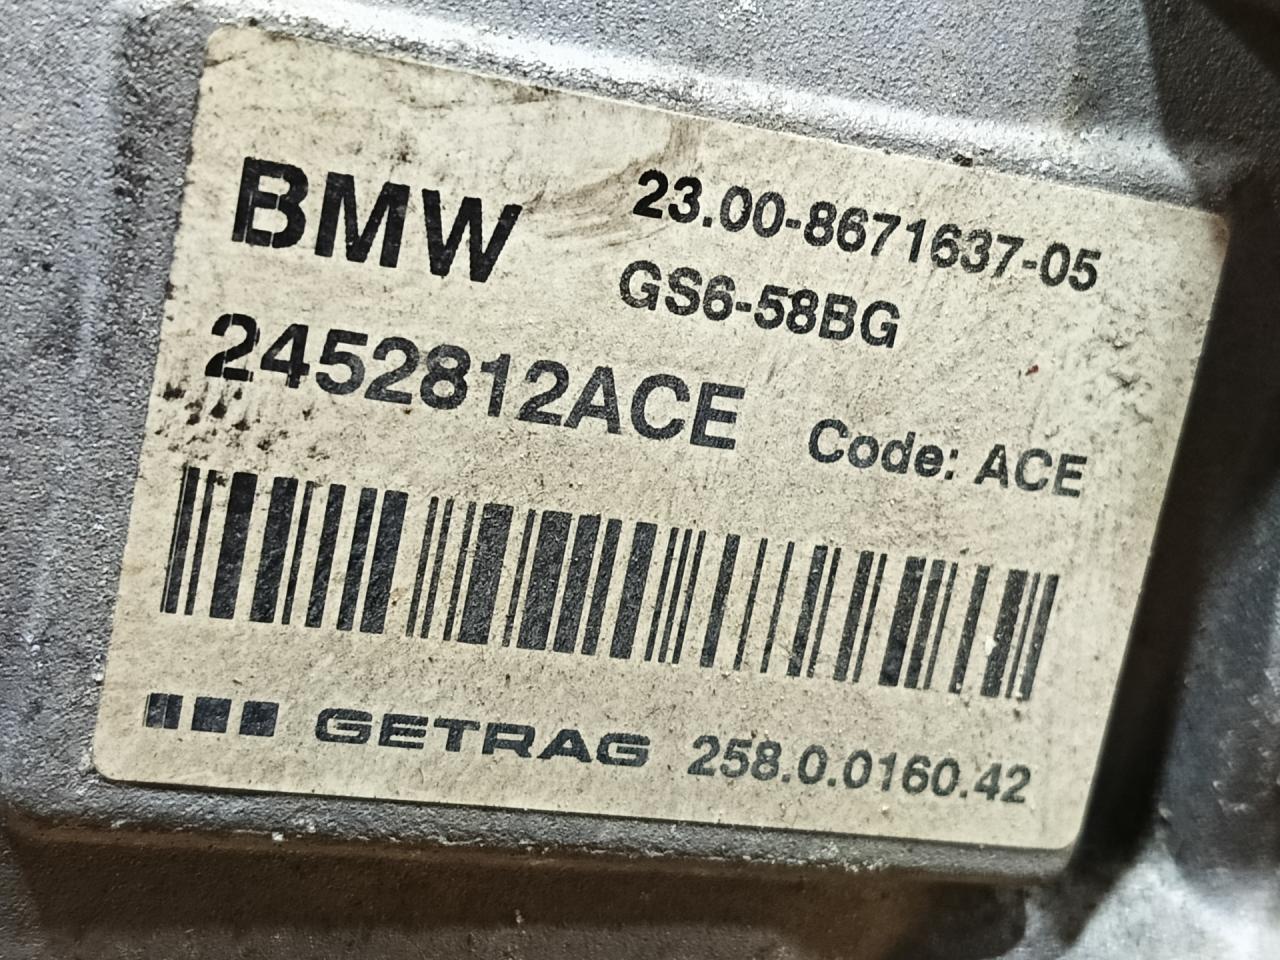 BMW 23.00-8671637-05
GS6-58BG
2452812ACE Code: ACE
GETRAG 258.0.0160.42